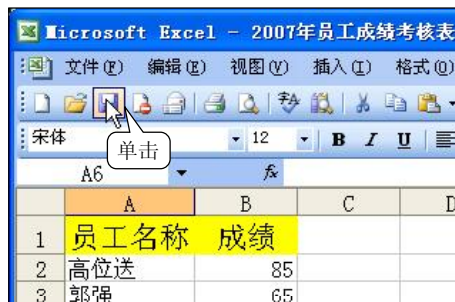 Microsoft Excel - 2007年员工成绩考核表
文件(F) 编辑(E) 视图(V) 插入(I) 格式(O)
宋体 12 B I U
单击
A6 fx
A B C D
1 员工名称 成绩
2 高位送 85
3 郭强 65